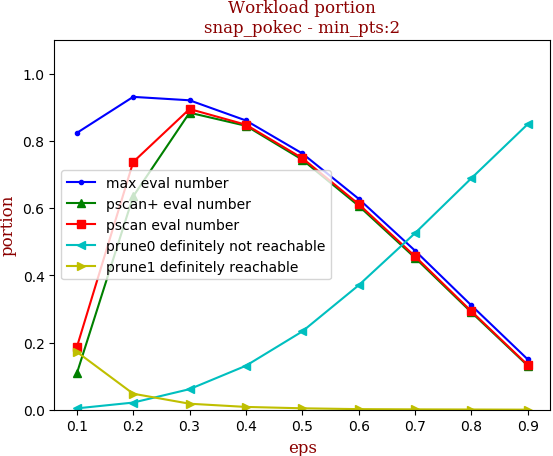 Workload portion
snap_pokec - min_pts:2
portion
1.0
0.8
0.6
0.4
0.2
0.0
max eval number
pscan+ eval number
pscan eval number
prune0 definitely not reachable
prune1 definitely reachable
0.1 0.2 0.3 0.4 0.5 0.6 0.7 0.8 0.9
eps